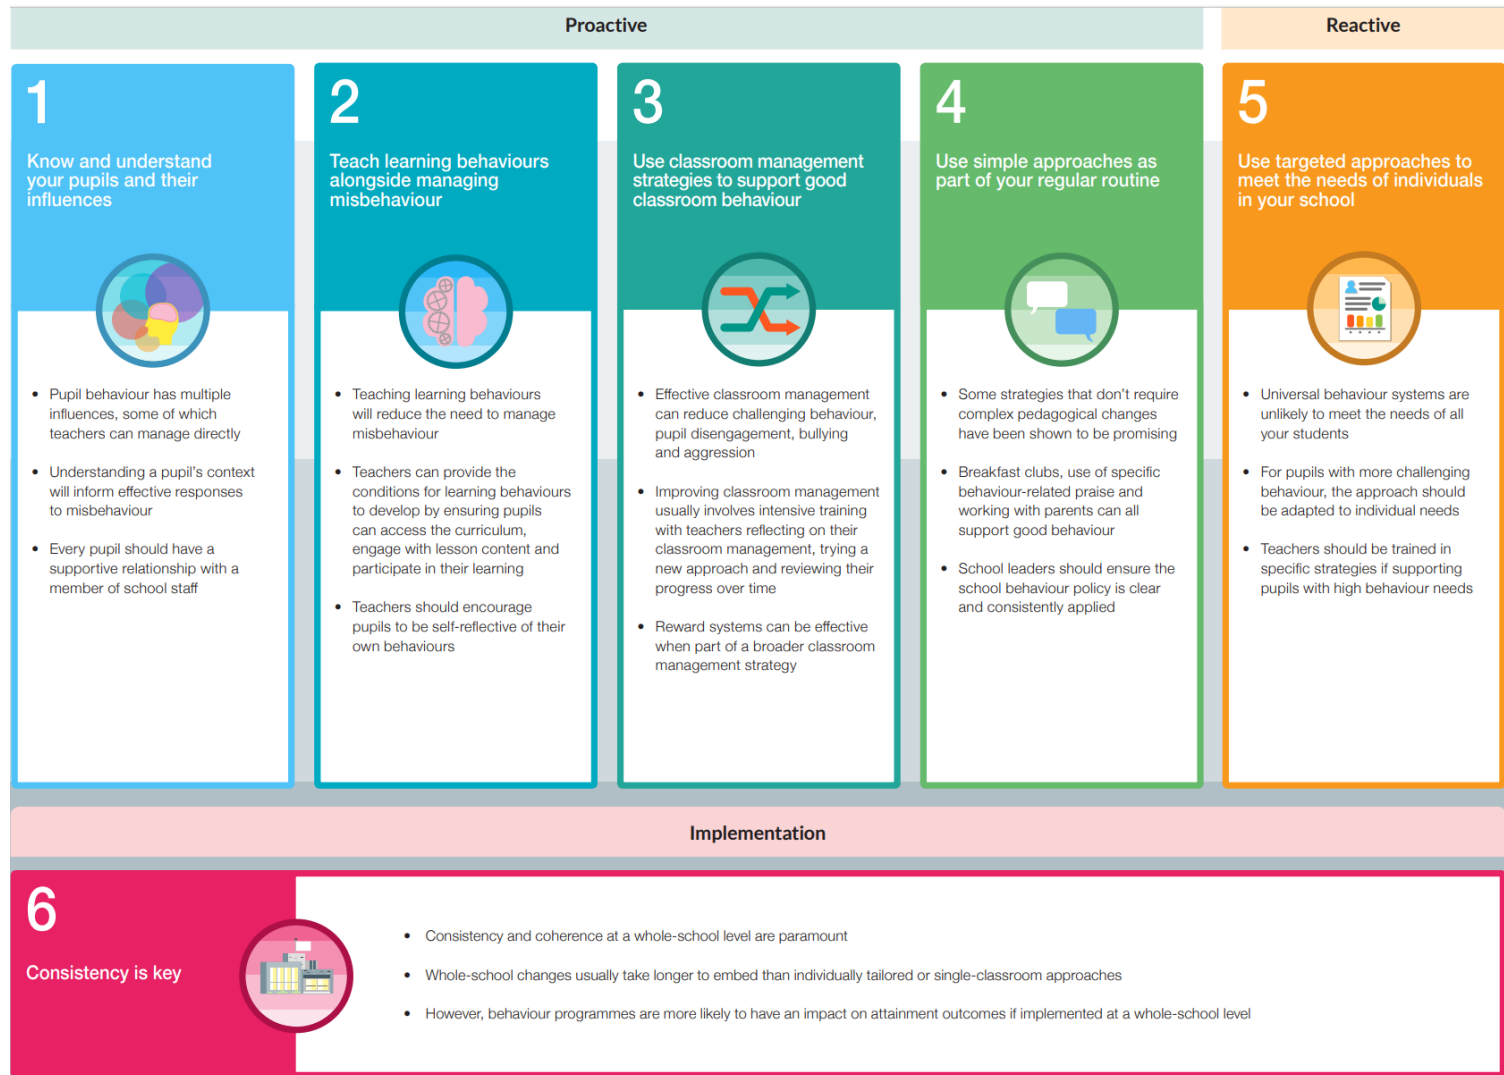 Proactive
Reactive
1
Know and understand
your pupils and their
influences
• Pupil behaviour has multiple
influences, some of which
teachers can manage directly
• Understanding a pupil's context
will inform effective responses
to misbehaviour
• Every pupil should have a
supportive relationship with a
member of school staff
2
Teach learning behaviours
alongside managing
misbehaviour
• Teaching learning behaviours
will reduce the need to manage
misbehaviour
• Teachers can provide the
conditions for learning behaviours
to develop by ensuring pupils
can access the curriculum,
engage with lesson content and
participate in their learning
• Teachers should encourage
pupils to be self-reflective of their
own behaviours
3
Use classroom management
strategies to support good
classroom behaviour
• Effective classroom management
can reduce challenging behaviour,
pupil disengagement, bullying
and aggression
• Improving classroom management
usually involves intensive training
with teachers reflecting on their
classroom management, trying a
new approach and reviewing their
progress over time
• Reward systems can be effective
when part of a broader classroom
management strategy
4
Use simple approaches as
part of your regular routine
• Some strategies that don't require
complex pedagogical changes
have been shown to be promising
• Breakfast clubs, use of specific
behaviour-related praise and
working with parents can all
support good behaviour
• School leaders should ensure the
school behaviour policy is clear
and consistently applied
5
Use targeted approaches to
meet the needs of individuals
in your school
• Universal behaviour systems are
unlikely to meet the needs of all
your students
• For pupils with more challenging
behaviour, the approach should
be adapted to individual needs
• Teachers should be trained in
specific strategies if supporting
pupils with high behaviour needs
Implementation
6
Consistency is key
• Consistency and coherence at a whole-school level are paramount
• Whole-school changes usually take longer to embed than individually tailored or single-classroom approaches
• However, behaviour programmes are more likely to have an impact on attainment outcomes if implemented at a whole-school level